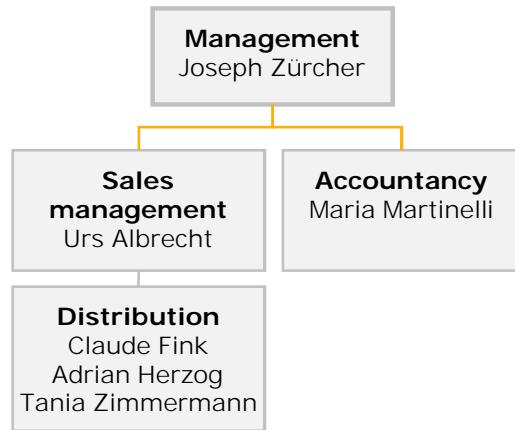 Management
Joseph Zürcher
Sales
management
Urs Albrecht
Accountancy
Maria Martinelli
Distribution
Claude Fink
Adrian Herzog
Tania Zimmermann